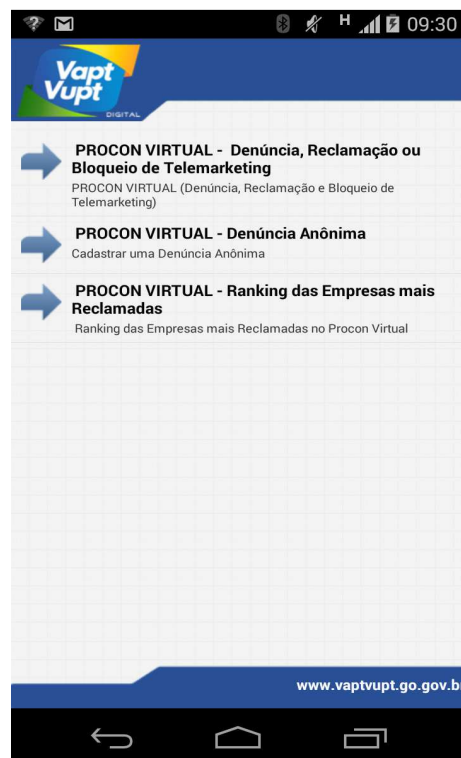 H 09:30
Vapt
Vupt
DIGITAL
PROCON VIRTUAL - Denúncia, Reclamação ou
Bloqueio de Telemarketing
PROCON VIRTUAL (Denúncia, Reclamação e Bloqueio de
Telemarketing)
PROCON VIRTUAL - Denúncia Anônima
Cadastrar uma Denúncia Anônima
PROCON VIRTUAL - Ranking das Empresas mais
Reclamadas
Ranking das Empresas mais Reclamadas no Procon Virtual
www.vaptvupt.go.gov.b